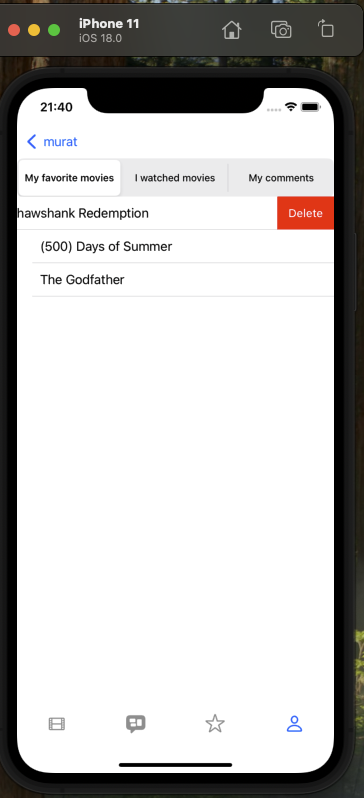 iPhone 11
iOS 18.0
21:40
murat
My favorite movies I watched movies My comments
hawshank Redemption Delete
(500) Days of Summer
The Godfather